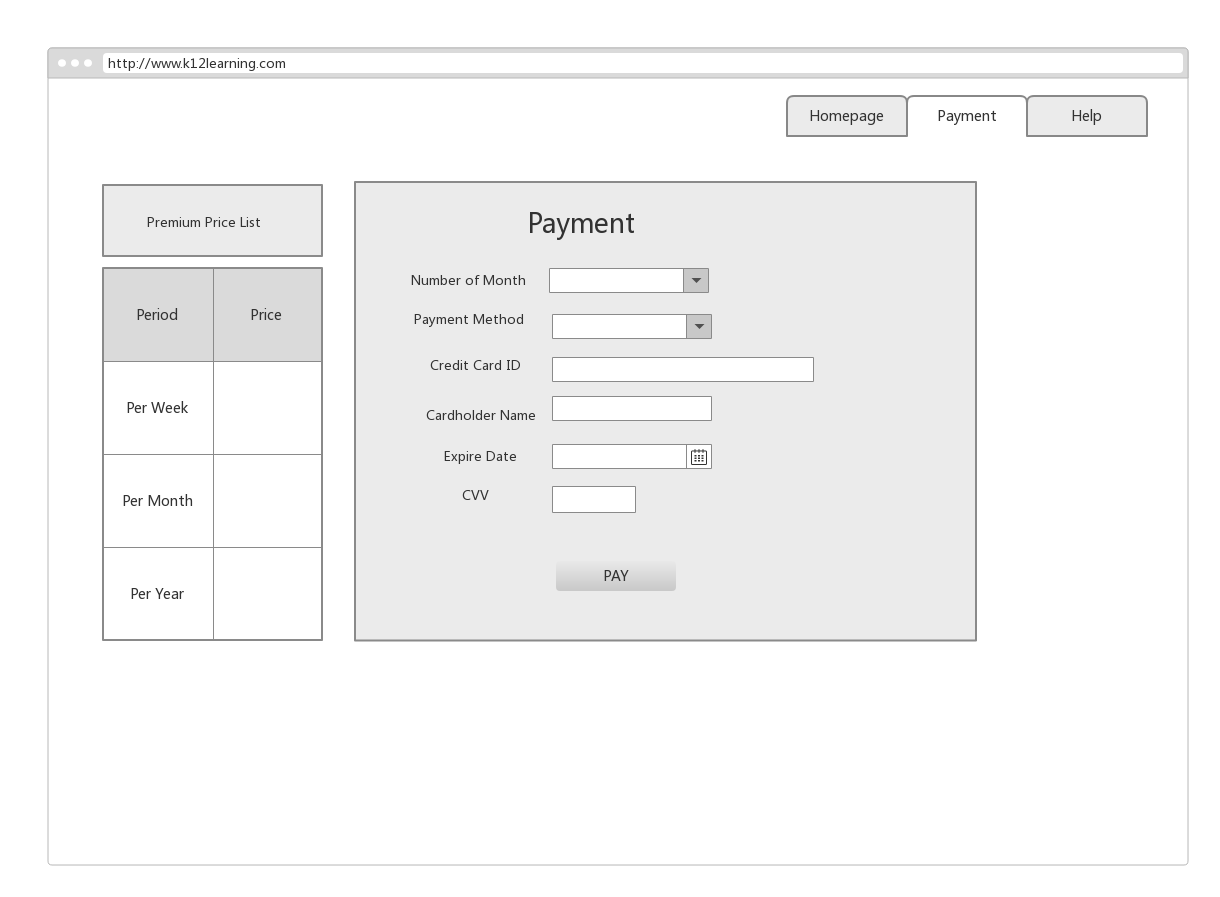 http://www.k12learning.com
Homepage
Payment
Help
Premium Price List
Period
Price
Per Week
Per Month
Per Year
Payment
Number of Month
Payment Method
Credit Card ID
Cardholder Name
Expire Date
CVV
PAY